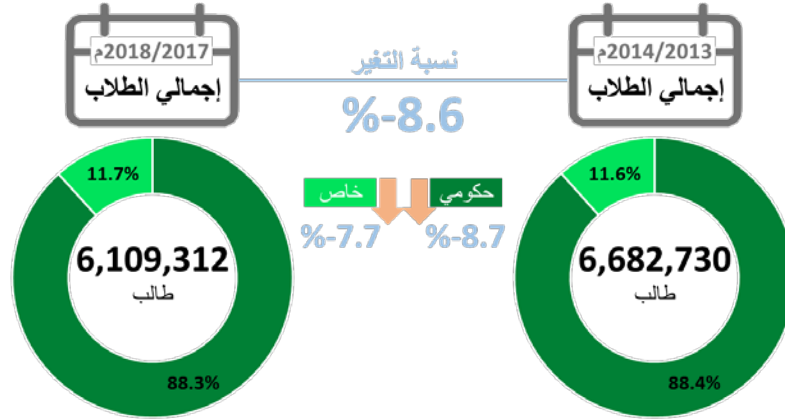 2014/2013م
إجمالي الطلاب
11.6%
6,682,730
طالب
88.4%
نسبة التغير
%-8.6
حكومي
خاص
%-8.7
%-7.7
2018/2017م
إجمالي الطلاب
11.7%
6,109,312
طالب
88.3%